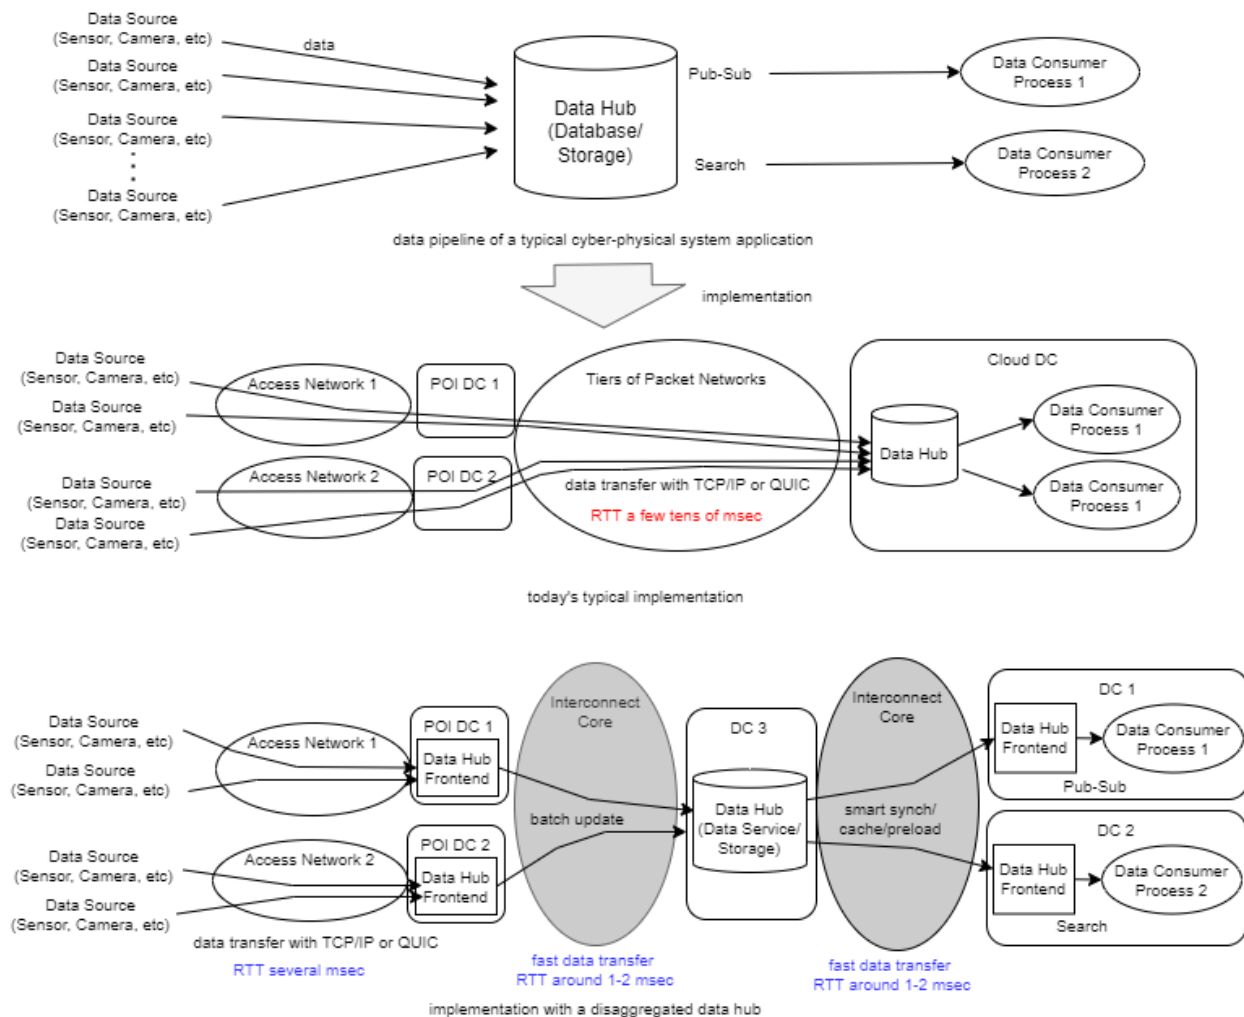 Data Source
(Sensor, Camera, etc)
data
Data Source
(Sensor, Camera, etc)
Data Source
(Sensor, Camera, etc)
Data Source
(Sensor, Camera, etc)
Data Hub
(Database/
Storage)
Pub-Sub
Data Consumer
Process 1
Search
Data Consumer
Process 2
data pipeline of a typical cyber-physical system application
implementation
Data Source
(Sensor, Camera, etc)
Data Source
(Sensor, Camera, etc)
Data Source
(Sensor, Camera, etc)
Data Source
(Sensor, Camera, etc)
Access Network 1
Access Network 2
POI DC 1
POI DC 2
Tiers of Packet Networks
data transfer with TCP/IP or QUIC
RTT a few tens of msec
Cloud DC
Data Hub
Data Consumer
Process 1
Data Consumer
Process 1
today's typical implementation
Data Source
(Sensor, Camera, etc)
Data Source
(Sensor, Camera, etc)
Data Source
(Sensor, Camera, etc)
Data Source
(Sensor, Camera, etc)
Access Network 1
Access Network 2
data transfer with TCP/IP or QUIC
RTT several msec
POI DC 1
Data Hub
Frontend
POI DC 2
Data Hub
Frontend
Interconnect
Core
batch update
fast data transfer
RTT around 1-2 msec
DC 3
Data Hub
(Data Service/
Storage)
Interconnect
Core
smart synch/
cache/preload
fast data transfer
RTT around 1-2 msec
DC 1
Data Hub
Frontend
Data Consumer
Process 1
Pub-Sub
DC 2
Data Hub
Frontend
Data Consumer
Process 2
Search
implementation with a disaggregated data hub